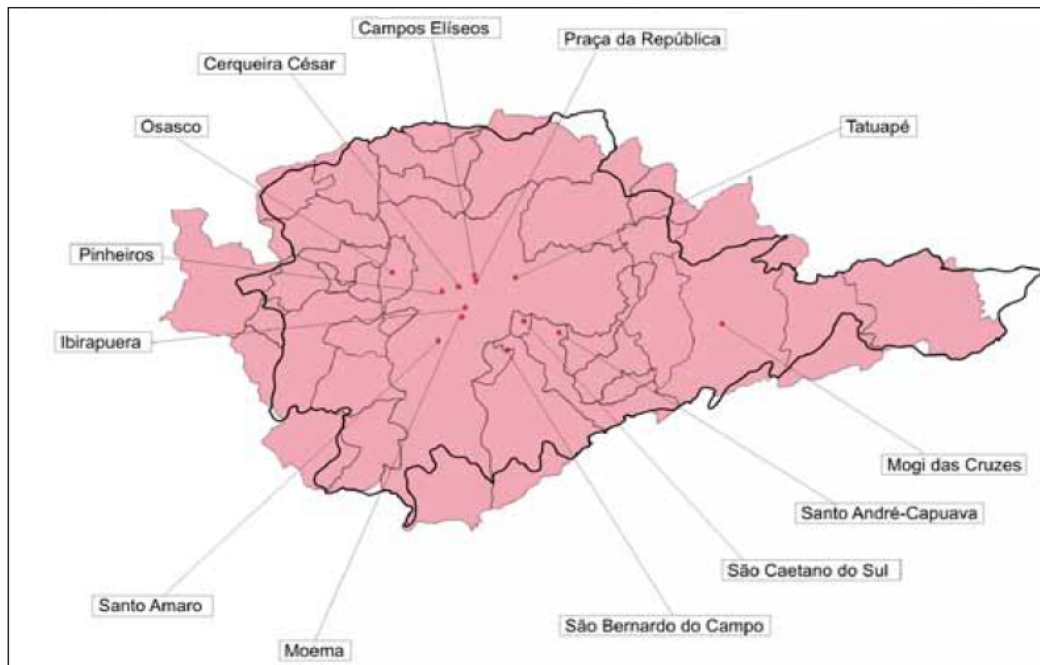 Campos Elíseos
Praça da República
Cerqueira César
Osasco
Tatuapé
Pinheiros
Ibirapuera
Mogi das Cruzes
Santo André-Capuava
São Caetano do Sul
Santo Amaro
São Bernardo do Campo
Moema